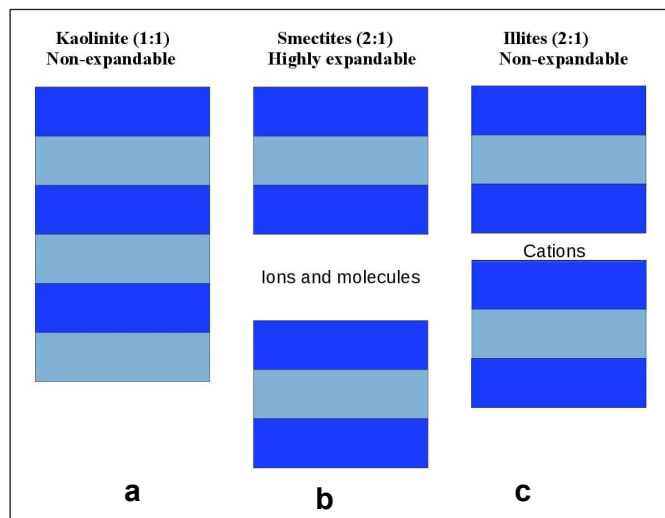 Kaolinite (1:1)
Non-expandable
Smectites (2:1)
Highly expandable
Illites (2:1)
Non-expandable
Ions and molecules
Cations
a
b
c